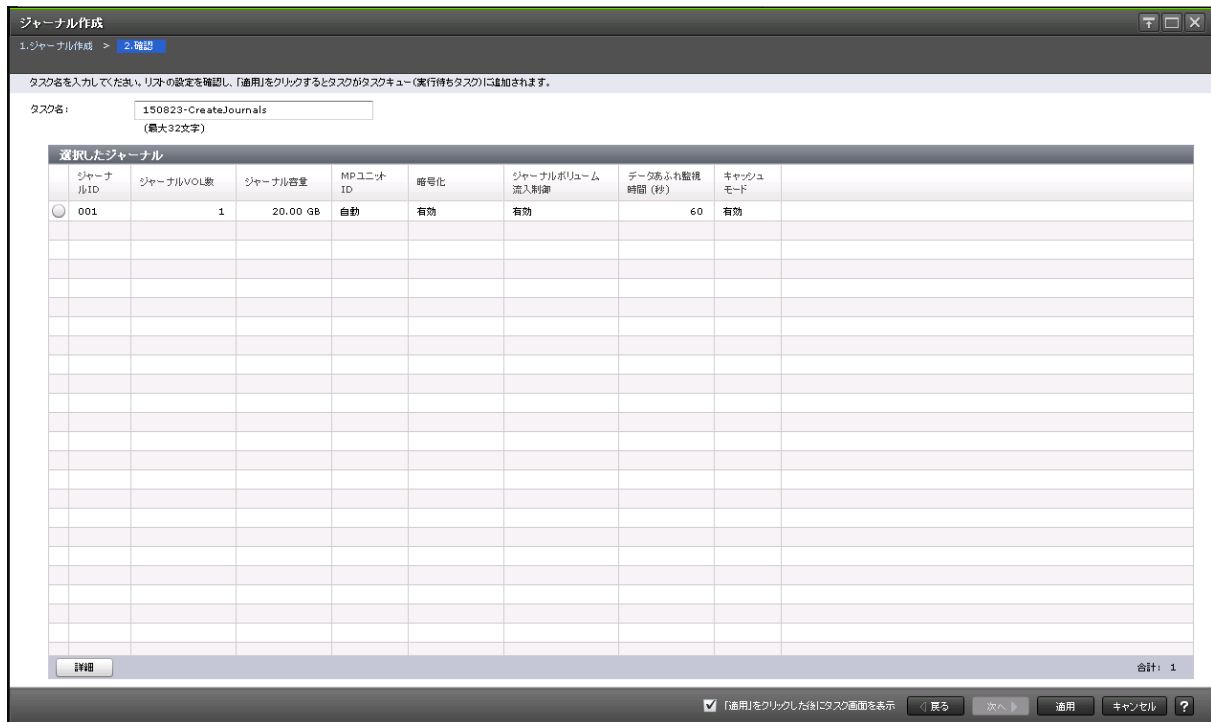 ジャーナル作成
1.ジャーナル作成 > 2.確認
タスク名を入力してください。リストの設定を確認し、「適用」をクリックするとタスクがタスクキュー(実行待ちタスク)に追加されます。
タスク名: 150823-CreateJournals
(最大32文字)
選択したジャーナル
ジャーナルID ジャーナルVOL数 ジャーナル容量 MPユニットID 暗号化 ジャーナルボリューム流入制御 データあふれ監視時間 (秒) キャッシュモード
001 1 20.00 GB 自動 有効 有効 60 有効
詳細 合計: 1
「適用」をクリックした後にタスク画面を表示 戻る 次へ 適用 キャンセル ?